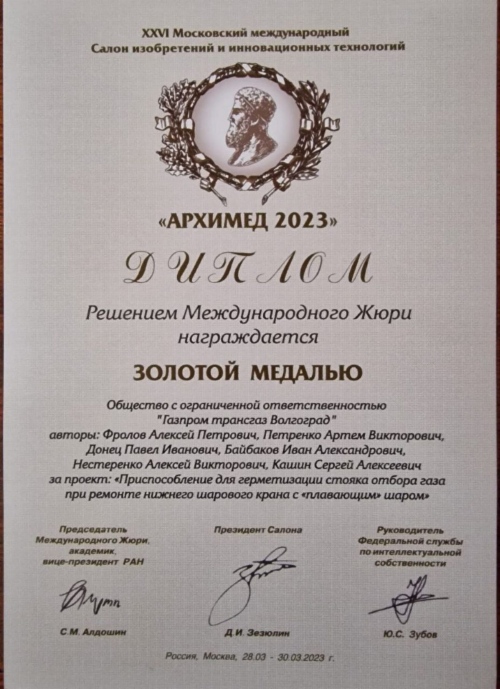 XXVI Московский международный
Салон изобретений и инновационных технологий
«АРХИМЕД 2023»
ДИПЛОМ
Решением Международного Жюри
награждается
ЗОЛОТОЙ МЕДАЛЬЮ
Общество с ограниченной ответственностью
"Газпром трансгаз Волгоград"
авторы: Фролов Алексей Петрович, Петренко Артем Викторович,
Донец Павел Иванович, Байбаков Иван Александрович,
Нестеренко Алексей Викторович, Кашин Сергей Алексеевич
за проект: «Приспособление для герметизации стояка отбора газа
при ремонте нижнего шарового крана с «плавающим» шаром»
Председатель
Международного Жюри,
академик,
вице-президент РАН
С.М. Алдошин
Президент Салона
Д.И. Зезюлин
Руководитель
Федеральной службы
по интеллектуальной
собственности
Ю.С. Зубов
Россия, Москва, 28.03 - 30.03.2023 г.